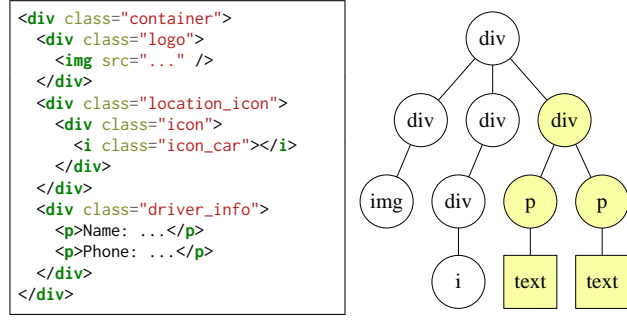 <div class="container">
  <div class="logo">
    <img src="..." />
  </div>
  <div class="location_icon">
    <div class="icon">
      <i class="icon_car"></i>
    </div>
  </div>
  <div class="driver_info">
    <p>Name: ...</p>
    <p>Phone: ...</p>
  </div>
</div>
div
div div div
img div p p
i text text